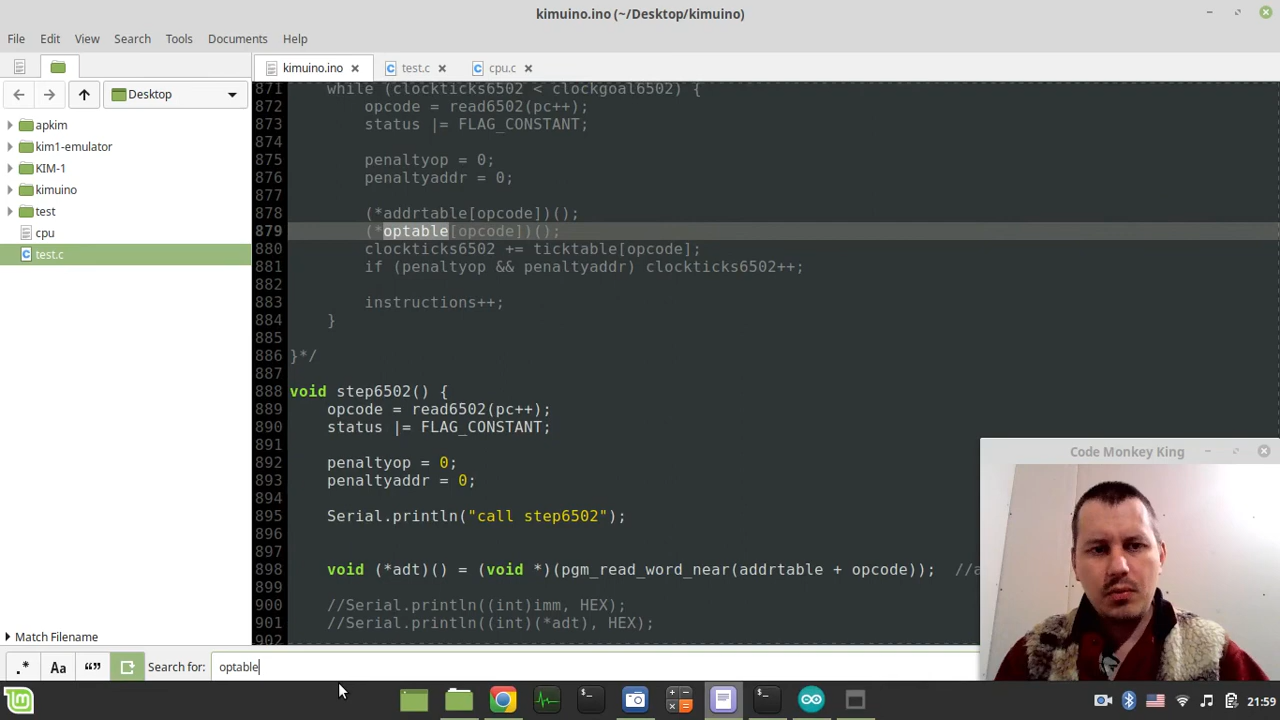 kimuino.ino (~/Desktop/kimuino)
File Edit View Search Tools Documents Help
kimuino.ino
test.c
cpu.c
Desktop
apkim
kim1-emulator
KIM-1
kimuino
test
cpu
test.c
871 while (clockticks6502 < clockgoal6502) {
872 opcode = read6502(pc++);
873 status |= FLAG_CONSTANT;
874
875 penaltyop = 0;
876 penaltyaddr = 0;
877
878 (*addrtable[opcode])();
879 (*optable[opcode])();
880 clockticks6502 += ticktable[opcode];
881 if (penaltyop && penaltyaddr) clockticks6502++;
882
883 instructions++;
884 }
885
886 }*/
887
888 void step6502() {
889 opcode = read6502(pc++);
890 status |= FLAG_CONSTANT;
891
892 penaltyop = 0;
893 penaltyaddr = 0;
894
895 Serial.println("call step6502");
896
897
898 void (*adt)() = (void *)(pgm_read_word_near(addrtable + opcode)); //a
899
900 //Serial.println((int)imm, HEX);
901 //Serial.println((int)(*adt), HEX);
902
Code Monkey King
Match Filename
.* Aa “” Search for: optable
21:59